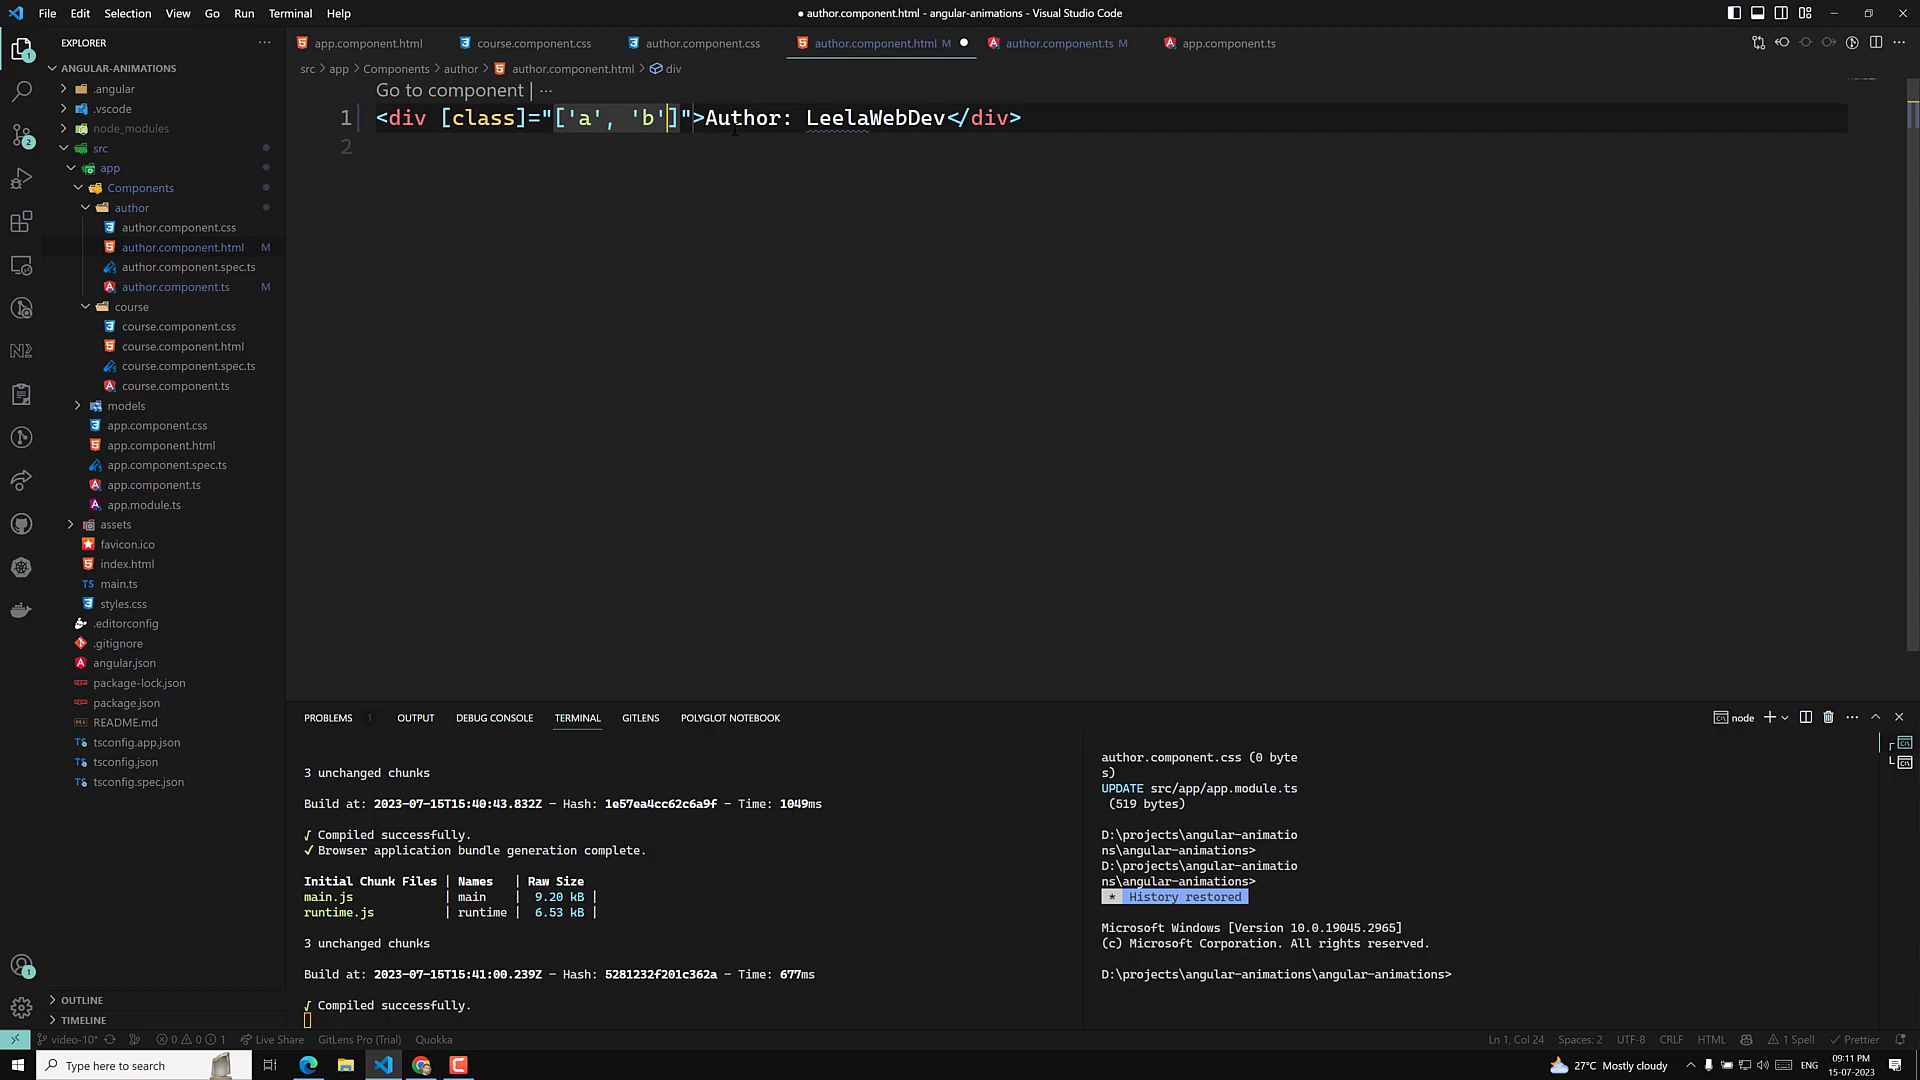 File Edit Selection View Go Run Terminal Help
● author.component.html - angular-animations - Visual Studio Code
EXPLORER
ANGULAR-ANIMATIONS
.angular
.vscode
node_modules
src
app
Components
author
author.component.css
author.component.html M
author.component.spec.ts
author.component.ts M
course
course.component.css
course.component.html
course.component.spec.ts
course.component.ts
models
app.component.css
app.component.html
app.component.spec.ts
app.component.ts
app.module.ts
assets
favicon.ico
index.html
main.ts
styles.css
.editorconfig
.gitignore
angular.json
package-lock.json
package.json
README.md
tsconfig.app.json
tsconfig.json
tsconfig.spec.json
OUTLINE
TIMELINE
app.component.html course.component.css author.component.css author.component.html M author.component.ts M app.component.ts
src > app > Components > author > author.component.html > div
Go to component | ...
1 <div [class]="['a', 'b']">Author: LeelaWebDev</div>
2
PROBLEMS 1 OUTPUT DEBUG CONSOLE TERMINAL GITLENS POLYGLOT NOTEBOOK
node
3 unchanged chunks
Build at: 2023-07-15T15:40:43.832Z - Hash: 1e57ea4cc62c6a9f - Time: 1049ms
√ Compiled successfully.
✓ Browser application bundle generation complete.
Initial Chunk Files | Names | Raw Size
main.js | main | 9.20 kB |
runtime.js | runtime | 6.53 kB |
3 unchanged chunks
Build at: 2023-07-15T15:41:00.239Z - Hash: 5281232f201c362a - Time: 677ms
√ Compiled successfully.
author.component.css (0 byte
s)
UPDATE src/app/app.module.ts
(519 bytes)
D:\projects\angular-animatio
ns\angular-animations>
D:\projects\angular-animatio
ns\angular-animations>
* History restored
Microsoft Windows [Version 10.0.19045.2965]
(c) Microsoft Corporation. All rights reserved.
D:\projects\angular-animations\angular-animations>
video-10* 0 0 1 Live Share GitLens Pro (Trial) Quokka
Ln 1, Col 24 Spaces: 2 UTF-8 CRLF HTML 1 Spell Prettier
Type here to search
27°C Mostly cloudy ENG
09:11 PM
15-07-2023